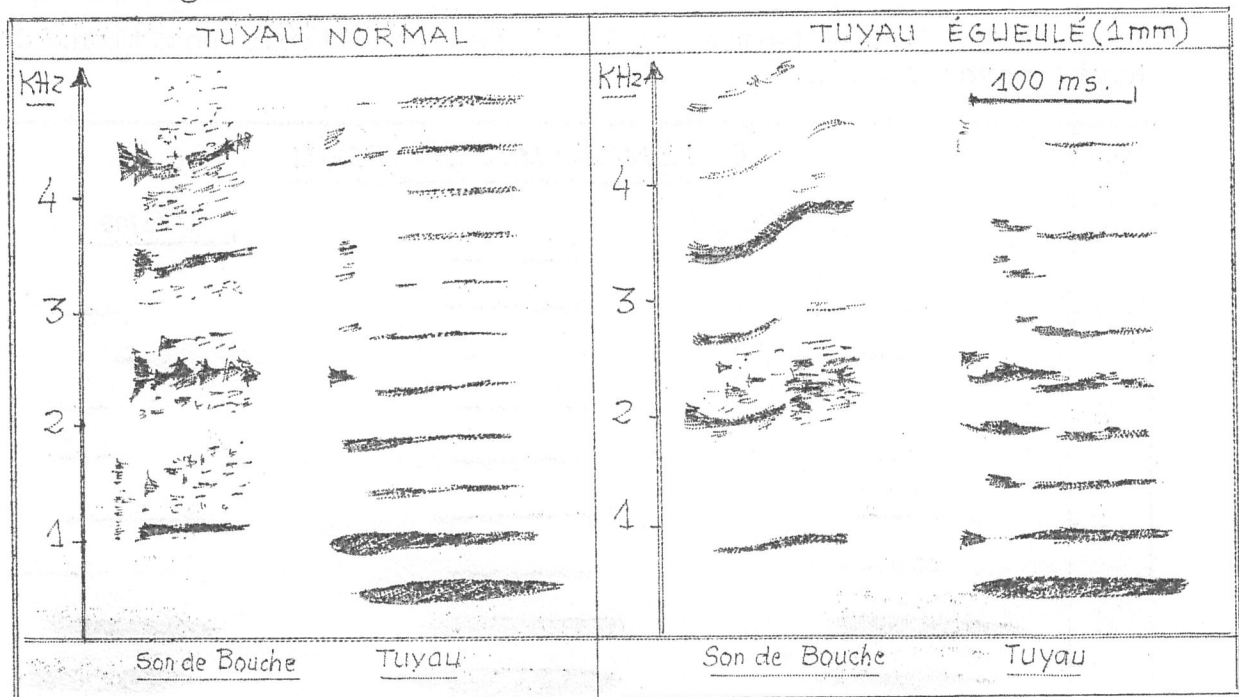 TUYAU NORMAL
TUYAU ÉGUEULÉ (1mm)
KHz
4
3
2
1
KHz
4
3
2
1
100 ms.
Son de Bouche
Tuyau
Son de Bouche
Tuyau